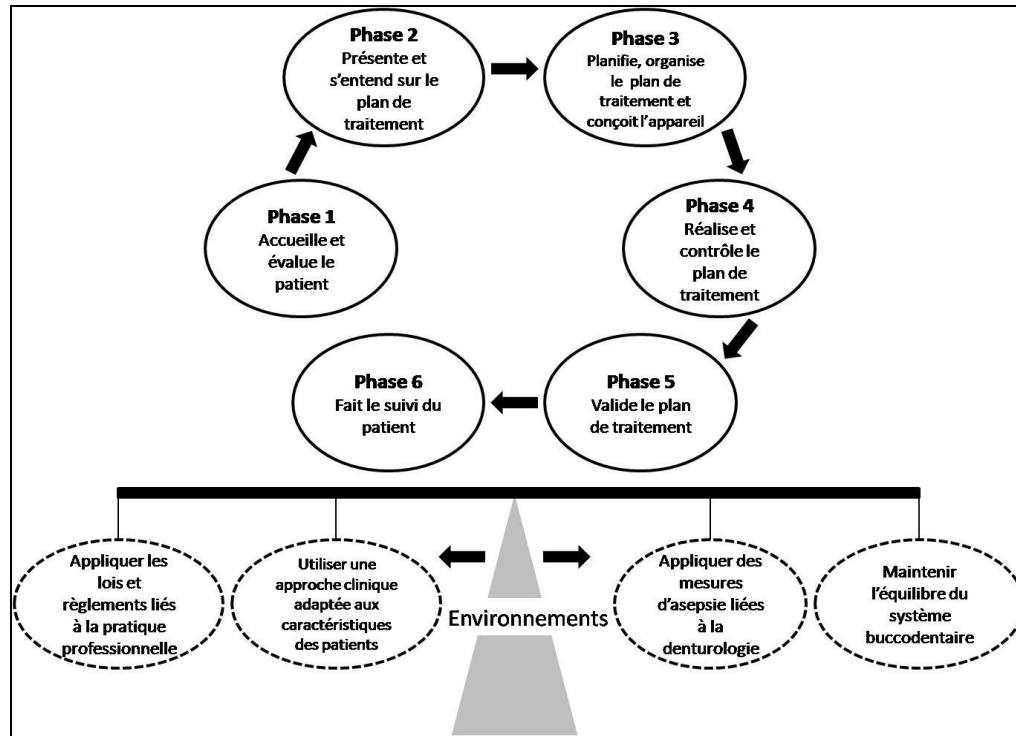 Phase 2
Présente et
s'entend sur le
plan de
traitement
Phase 3
Planifie, organise
le plan de
traitement et
conçoit l'appareil
Phase 1
Accueille et
évalue le
patient
Phase 4
Réalise et
contrôle le
plan de
traitement
Phase 6
Fait le suivi du
patient
Phase 5
Valide le plan
de traitement
Appliquer les
lois et
règlements liés
à la pratique
professionnelle
Utiliser une
approche clinique
adaptée aux
caractéristiques
des patients
Environnements
Appliquer des
mesures
d'asepsie liées
à la
denturologie
Maintenir
l'équilibre du
système
buccodentaire